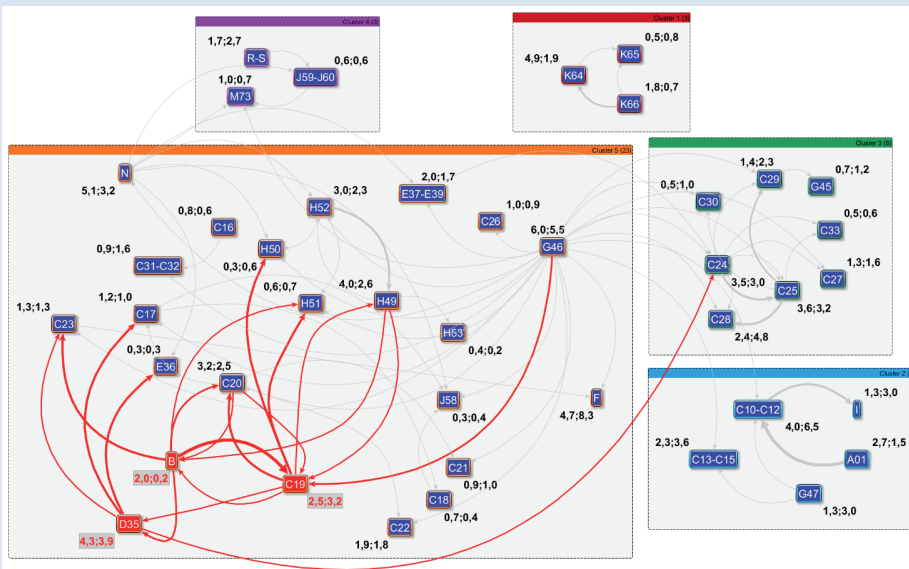 Cluster 4 (3)
1,7;2,7
R-S
0,6;0,6
J59-J60
1,0;0,7
M73
Cluster 1 (3)
0,5;0,8
K65
4,9;1,9
K64
1,8;0,7
K66
Cluster 5 (23)
N
5,1;3,2
3,0;2,3
H52
2,0;1,7
E37-E39
1,0;0,9
C26
6,0;5,5
G46
0,8;0,6
C16
H50
0,3;0,6
0,9;1,6
C31-C32
0,6;0,7
H51
4,0;2,6
H49
1,3;1,3
C23
1,2;1,0
C17
H53
0,4;0,2
0,3;0,3
E36
3,2;2,5
C20
J58
0,3;0,4
F
4,7;8,3
B
2,0;0,2
C19
2,5;3,2
C21
0,9;1,0
C18
0,7;0,4
C22
1,9;1,8
D35
4,3;3,9
Cluster 3 (8)
1,4;2,3
C29
0,7;1,2
G45
0,5;1,0
C30
0,5;0,6
C33
C24
3,5;3,0
C27
1,3;1,6
C25
3,6;3,2
C28
2,4;4,8
Cluster 2 (
1,3;3,0
I
C10-C12
4,0;6,5
2,3;3,6
C13-C15
2,7;1,5
A01
G47
1,3;3,0